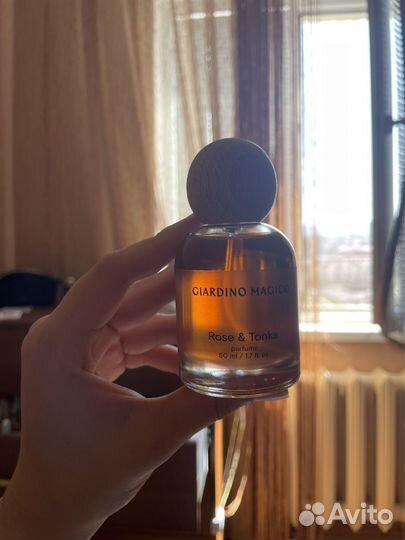 GIARDINO MAGICO
Rose & Tonka
parfume
50 ml / 1.7 fl oz
Avito